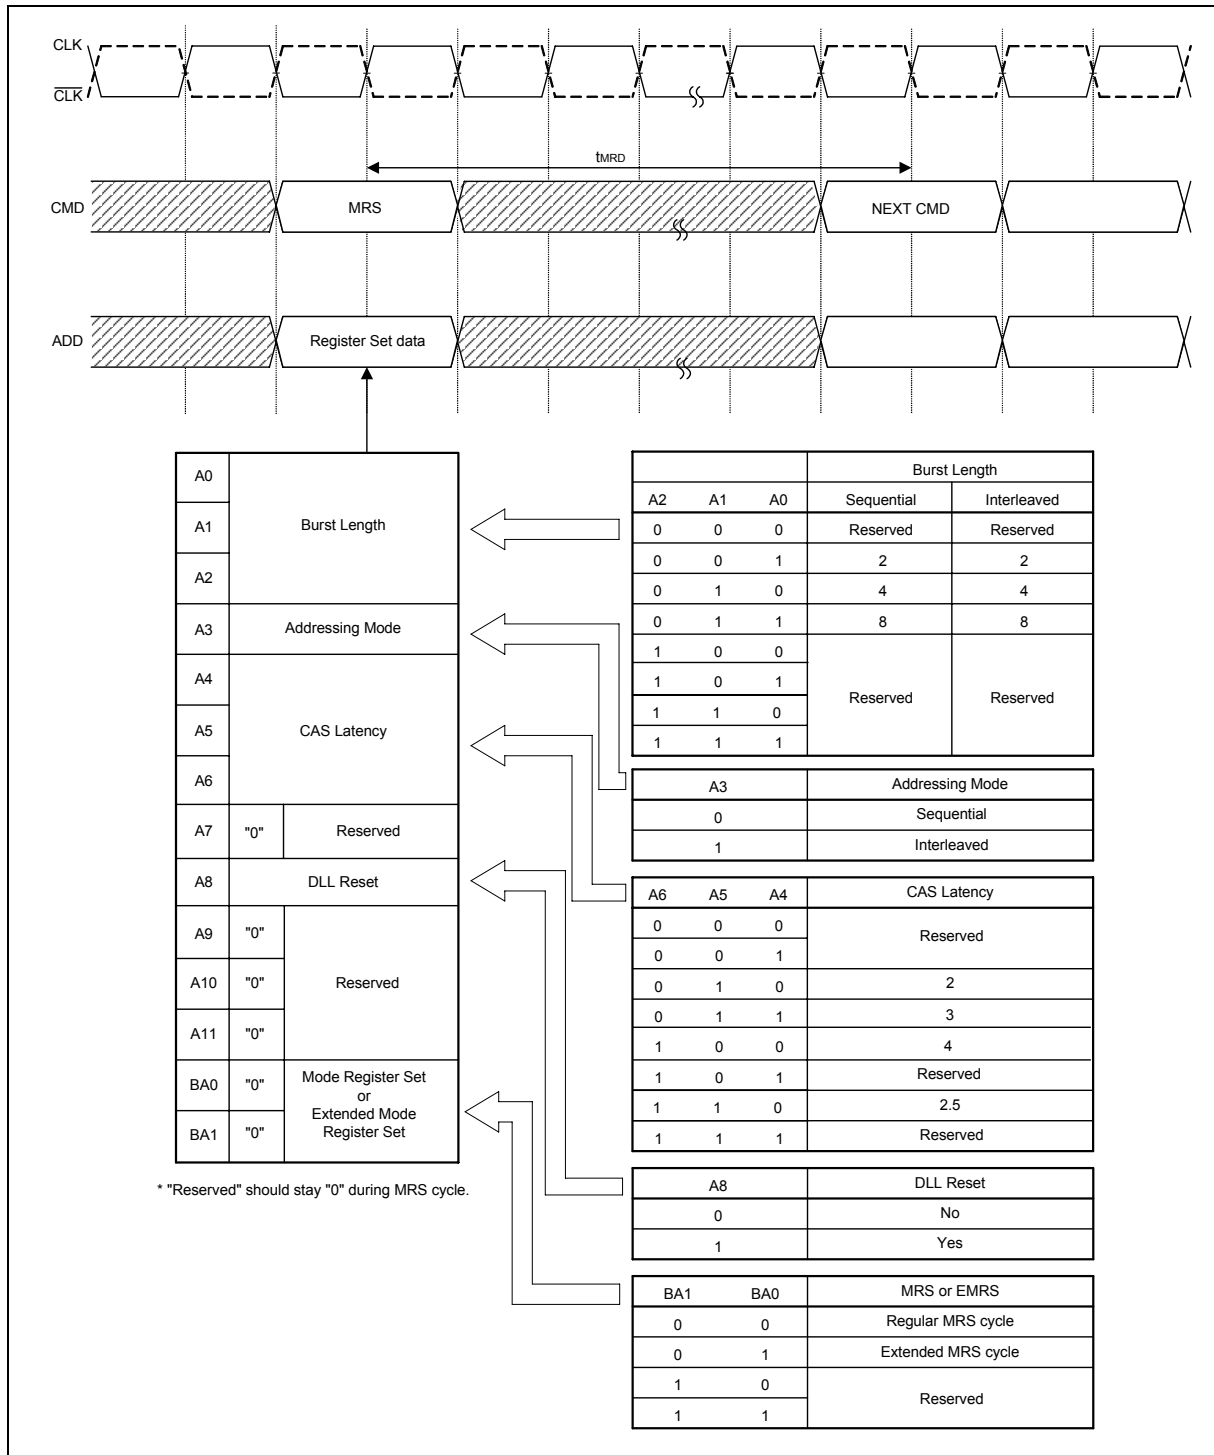 CLK
CLK
tMRD
CMD
MRS
NEXT CMD
ADD
Register Set data
A0
A1
Burst Length
A2
A3
Addressing Mode
A4
A5
CAS Latency
A6
A7 "0" Reserved
A8
DLL Reset
A9 "0"
A10 "0" Reserved
A11 "0"
BA0 "0"
BA1 "0"
Mode Register Set
or
Extended Mode
Register Set
* "Reserved" should stay "0" during MRS cycle.
Burst Length
A2 A1 A0 Sequential Interleaved
0 0 0 Reserved Reserved
0 0 1 2 2
0 1 0 4 4
0 1 1 8 8
1 0 0
1 0 1
Reserved Reserved
1 1 0
1 1 1
A3 Addressing Mode
0 Sequential
1 Interleaved
A6 A5 A4 CAS Latency
0 0 0
Reserved
0 0 1
0 1 0 2
0 1 1 3
1 0 0 4
1 0 1 Reserved
1 1 0 2.5
1 1 1 Reserved
A8 DLL Reset
0 No
1 Yes
BA1 BA0 MRS or EMRS
0 0 Regular MRS cycle
0 1 Extended MRS cycle
1 0
Reserved
1 1